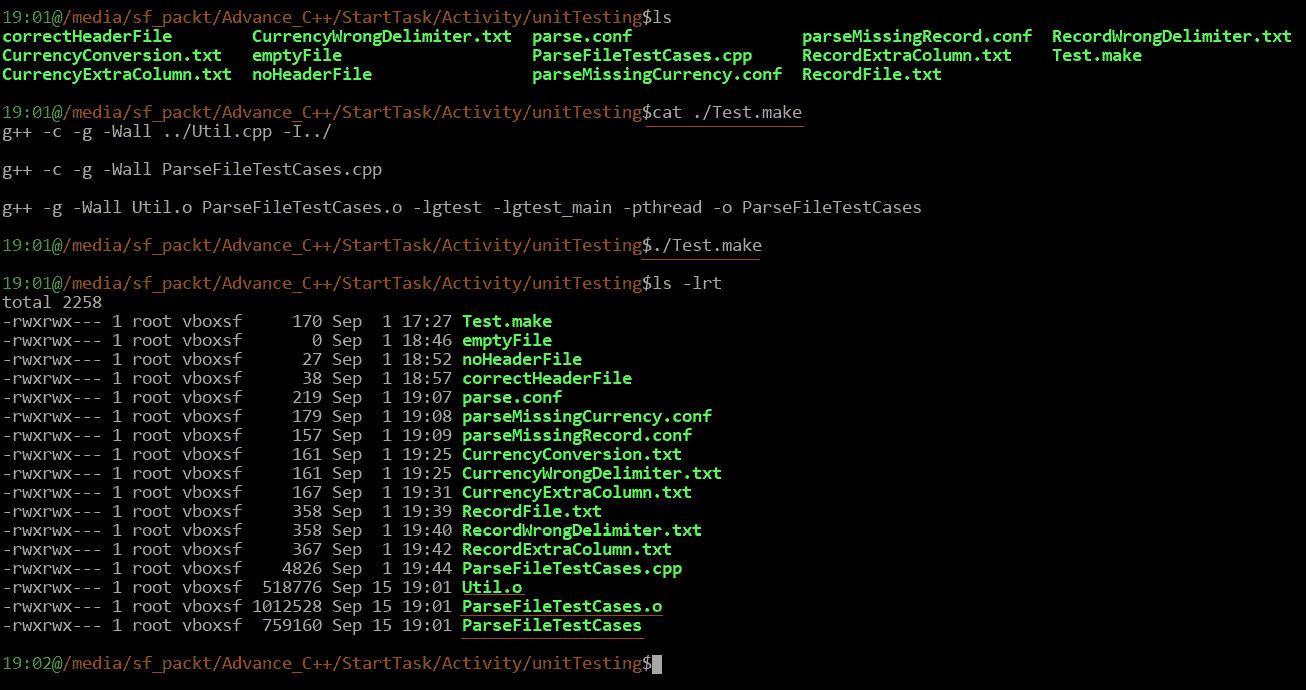 19:01@/media/sf_packt/Advance_C++/StartTask/Activity/unitTesting$ls
correctHeaderFile        CurrencyWrongDelimiter.txt  parse.conf                 parseMissingRecord.conf  RecordWrongDelimiter.txt
CurrencyConversion.txt   emptyFile                   ParseFileTestCases.cpp     RecordExtraColumn.txt    Test.make
CurrencyExtraColumn.txt  noHeaderFile                parseMissingCurrency.conf  RecordFile.txt
19:01@/media/sf_packt/Advance_C++/StartTask/Activity/unitTesting$cat ./Test.make
g++ -c -g -Wall ../Util.cpp -I../
g++ -c -g -Wall ParseFileTestCases.cpp
g++ -g -Wall Util.o ParseFileTestCases.o -lgtest -lgtest_main -pthread -o ParseFileTestCases
19:01@/media/sf_packt/Advance_C++/StartTask/Activity/unitTesting$./Test.make
19:01@/media/sf_packt/Advance_C++/StartTask/Activity/unitTesting$ls -lrt
total 2258
-rwxrwx--- 1 root vboxsf     170 Sep  1 17:27 Test.make
-rwxrwx--- 1 root vboxsf       0 Sep  1 18:46 emptyFile
-rwxrwx--- 1 root vboxsf      27 Sep  1 18:52 noHeaderFile
-rwxrwx--- 1 root vboxsf      38 Sep  1 18:57 correctHeaderFile
-rwxrwx--- 1 root vboxsf     219 Sep  1 19:07 parse.conf
-rwxrwx--- 1 root vboxsf     179 Sep  1 19:08 parseMissingCurrency.conf
-rwxrwx--- 1 root vboxsf     157 Sep  1 19:09 parseMissingRecord.conf
-rwxrwx--- 1 root vboxsf     161 Sep  1 19:25 CurrencyConversion.txt
-rwxrwx--- 1 root vboxsf     161 Sep  1 19:25 CurrencyWrongDelimiter.txt
-rwxrwx--- 1 root vboxsf     167 Sep  1 19:31 CurrencyExtraColumn.txt
-rwxrwx--- 1 root vboxsf     358 Sep  1 19:39 RecordFile.txt
-rwxrwx--- 1 root vboxsf     358 Sep  1 19:40 RecordWrongDelimiter.txt
-rwxrwx--- 1 root vboxsf     367 Sep  1 19:42 RecordExtraColumn.txt
-rwxrwx--- 1 root vboxsf    4826 Sep  1 19:44 ParseFileTestCases.cpp
-rwxrwx--- 1 root vboxsf  518776 Sep 15 19:01 Util.o
-rwxrwx--- 1 root vboxsf 1012528 Sep 15 19:01 ParseFileTestCases.o
-rwxrwx--- 1 root vboxsf  759160 Sep 15 19:01 ParseFileTestCases
19:02@/media/sf_packt/Advance_C++/StartTask/Activity/unitTesting$